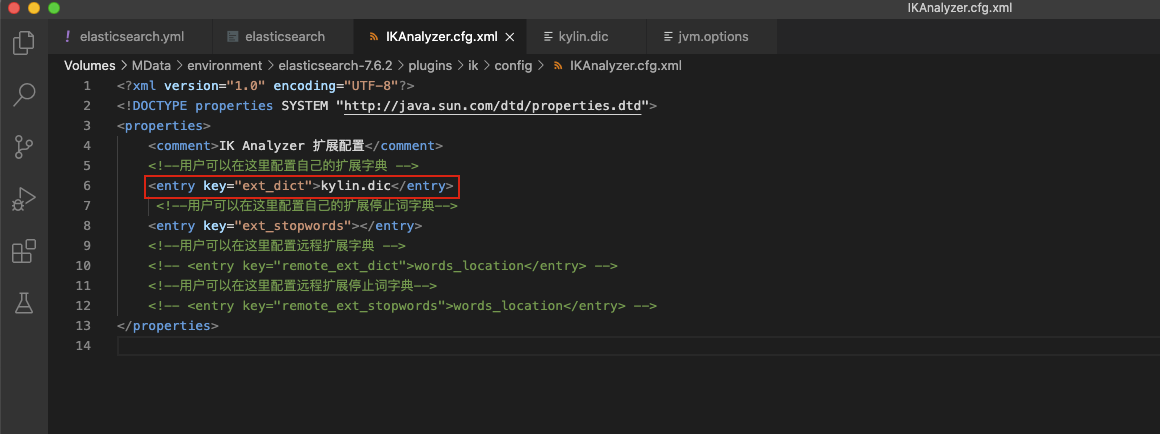 IKAnalyzer.cfg.xml
! elasticsearch.yml elasticsearch IKAnalyzer.cfg.xml × kylin.dic jvm.options
Volumes > MData > environment > elasticsearch-7.6.2 > plugins > ik > config > IKAnalyzer.cfg.xml
1 <?xml version="1.0" encoding="UTF-8"?>
2 <!DOCTYPE properties SYSTEM "http://java.sun.com/dtd/properties.dtd">
3 <properties>
4 <comment>IK Analyzer 扩展配置</comment>
5 <!--用户可以在这里配置自己的扩展字典 -->
6 <entry key="ext_dict">kylin.dic</entry>
7 <!--用户可以在这里配置自己的扩展停止词字典-->
8 <entry key="ext_stopwords"></entry>
9 <!--用户可以在这里配置远程扩展字典 -->
10 <!-- <entry key="remote_ext_dict">words_location</entry> -->
11 <!--用户可以在这里配置远程扩展停止词字典-->
12 <!-- <entry key="remote_ext_stopwords">words_location</entry> -->
13 </properties>
14